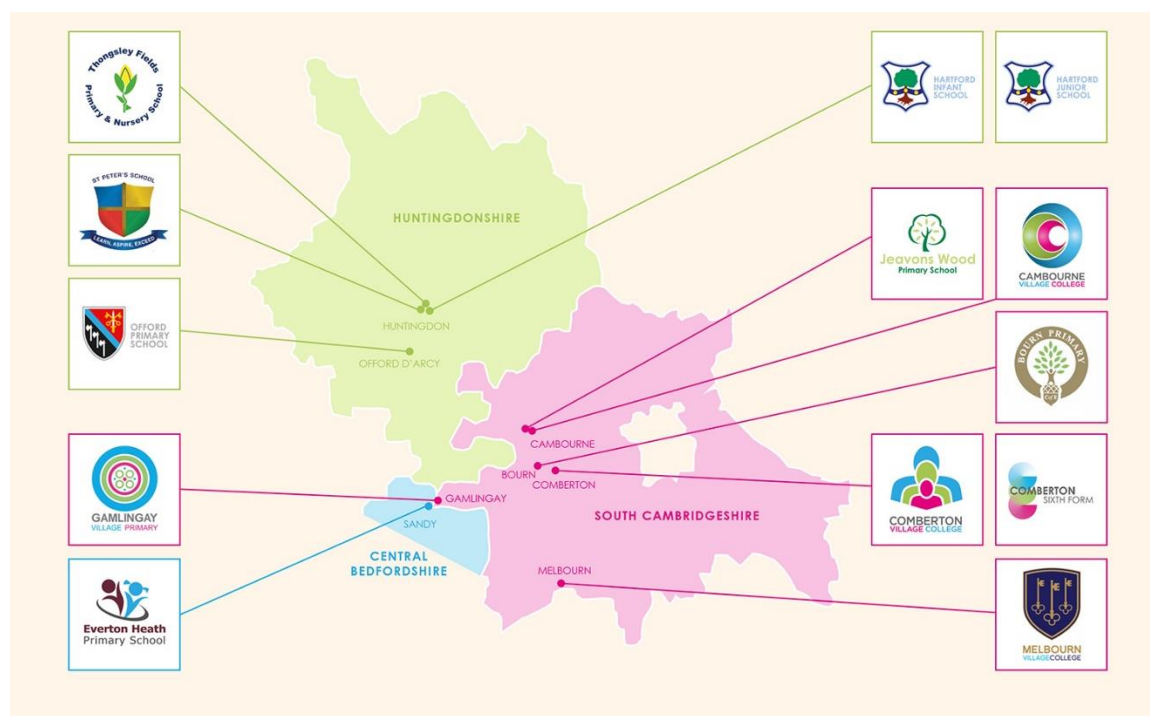 Thongsley Fields
Primary & Nursery School
ST PETER'S SCHOOL
LEARN, ASPIRE, EXCEED
OFFORD
PRIMARY
SCHOOL
GAMLINGAY
VILLAGE PRIMARY
Everton Heath
Primary School
HUNTINGDONSHIRE
HUNTINGDON
OFFORD D'ARCY
CAMBOURNE
BOURN
COMBERTON
GAMLINGAY
SANDY
SOUTH CAMBRIDGESHIRE
CENTRAL
BEDFORDSHIRE
MELBOURN
HARTFORD
INFANT
SCHOOL
HARTFORD
JUNIOR
SCHOOL
Jeavons Wood
Primary School
CAMBOURNE
VILLAGE COLLEGE
BOURN PRIMARY
CofE
COMBERTON
VILLAGE COLLEGE
COMBERTON
SIXTH FORM
MELBOURN
VILLAGECOLLEGE